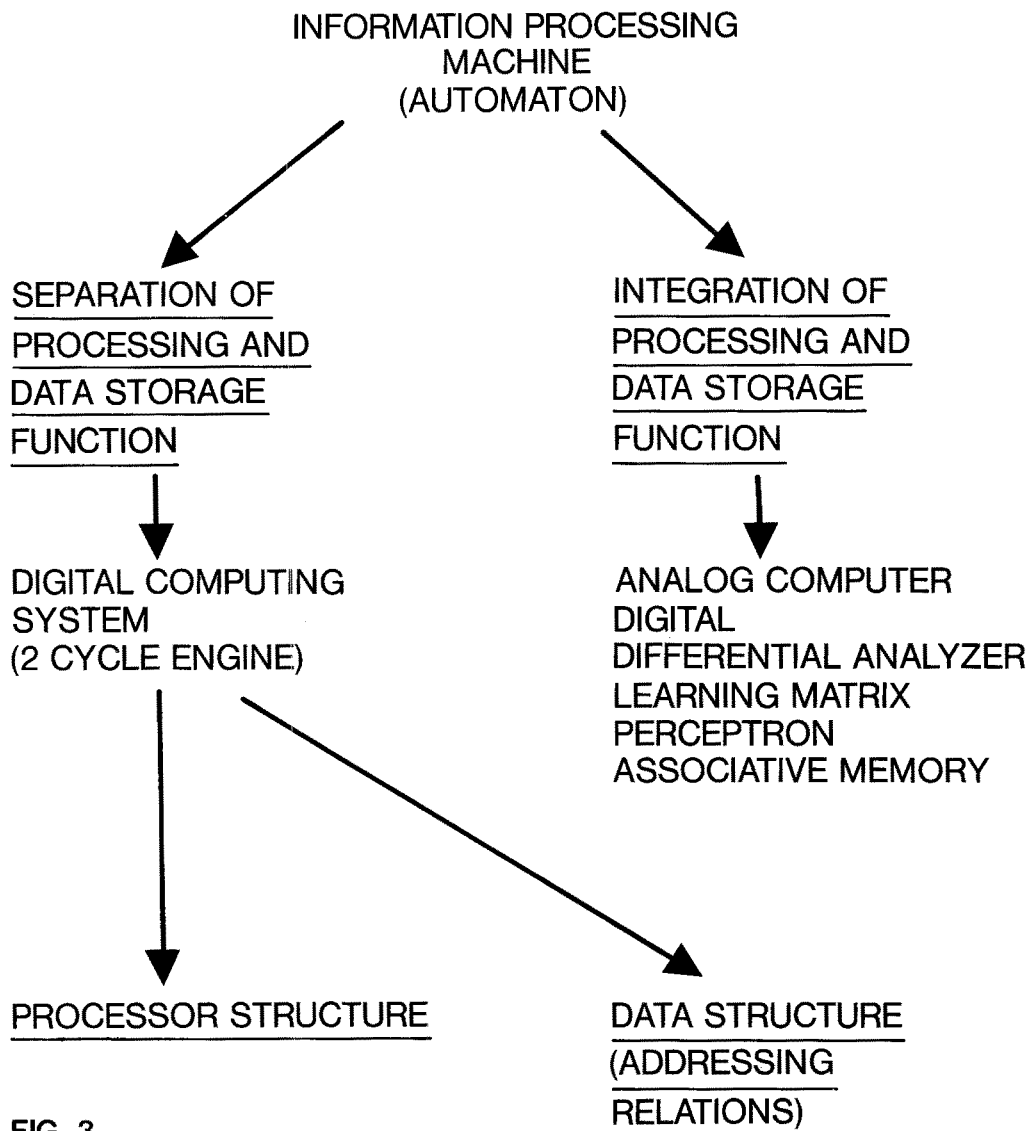 INFORMATION PROCESSING
MACHINE
(AUTOMATON)
SEPARATION OF
PROCESSING AND
DATA STORAGE
FUNCTION
INTEGRATION OF
PROCESSING AND
DATA STORAGE
FUNCTION
DIGITAL COMPUTING
SYSTEM
(2 CYCLE ENGINE)
ANALOG COMPUTER
DIGITAL
DIFFERENTIAL ANALYZER
LEARNING MATRIX
PERCEPTRON
ASSOCIATIVE MEMORY
PROCESSOR STRUCTURE
DATA STRUCTURE
(ADDRESSING
RELATIONS)
FIG. 3